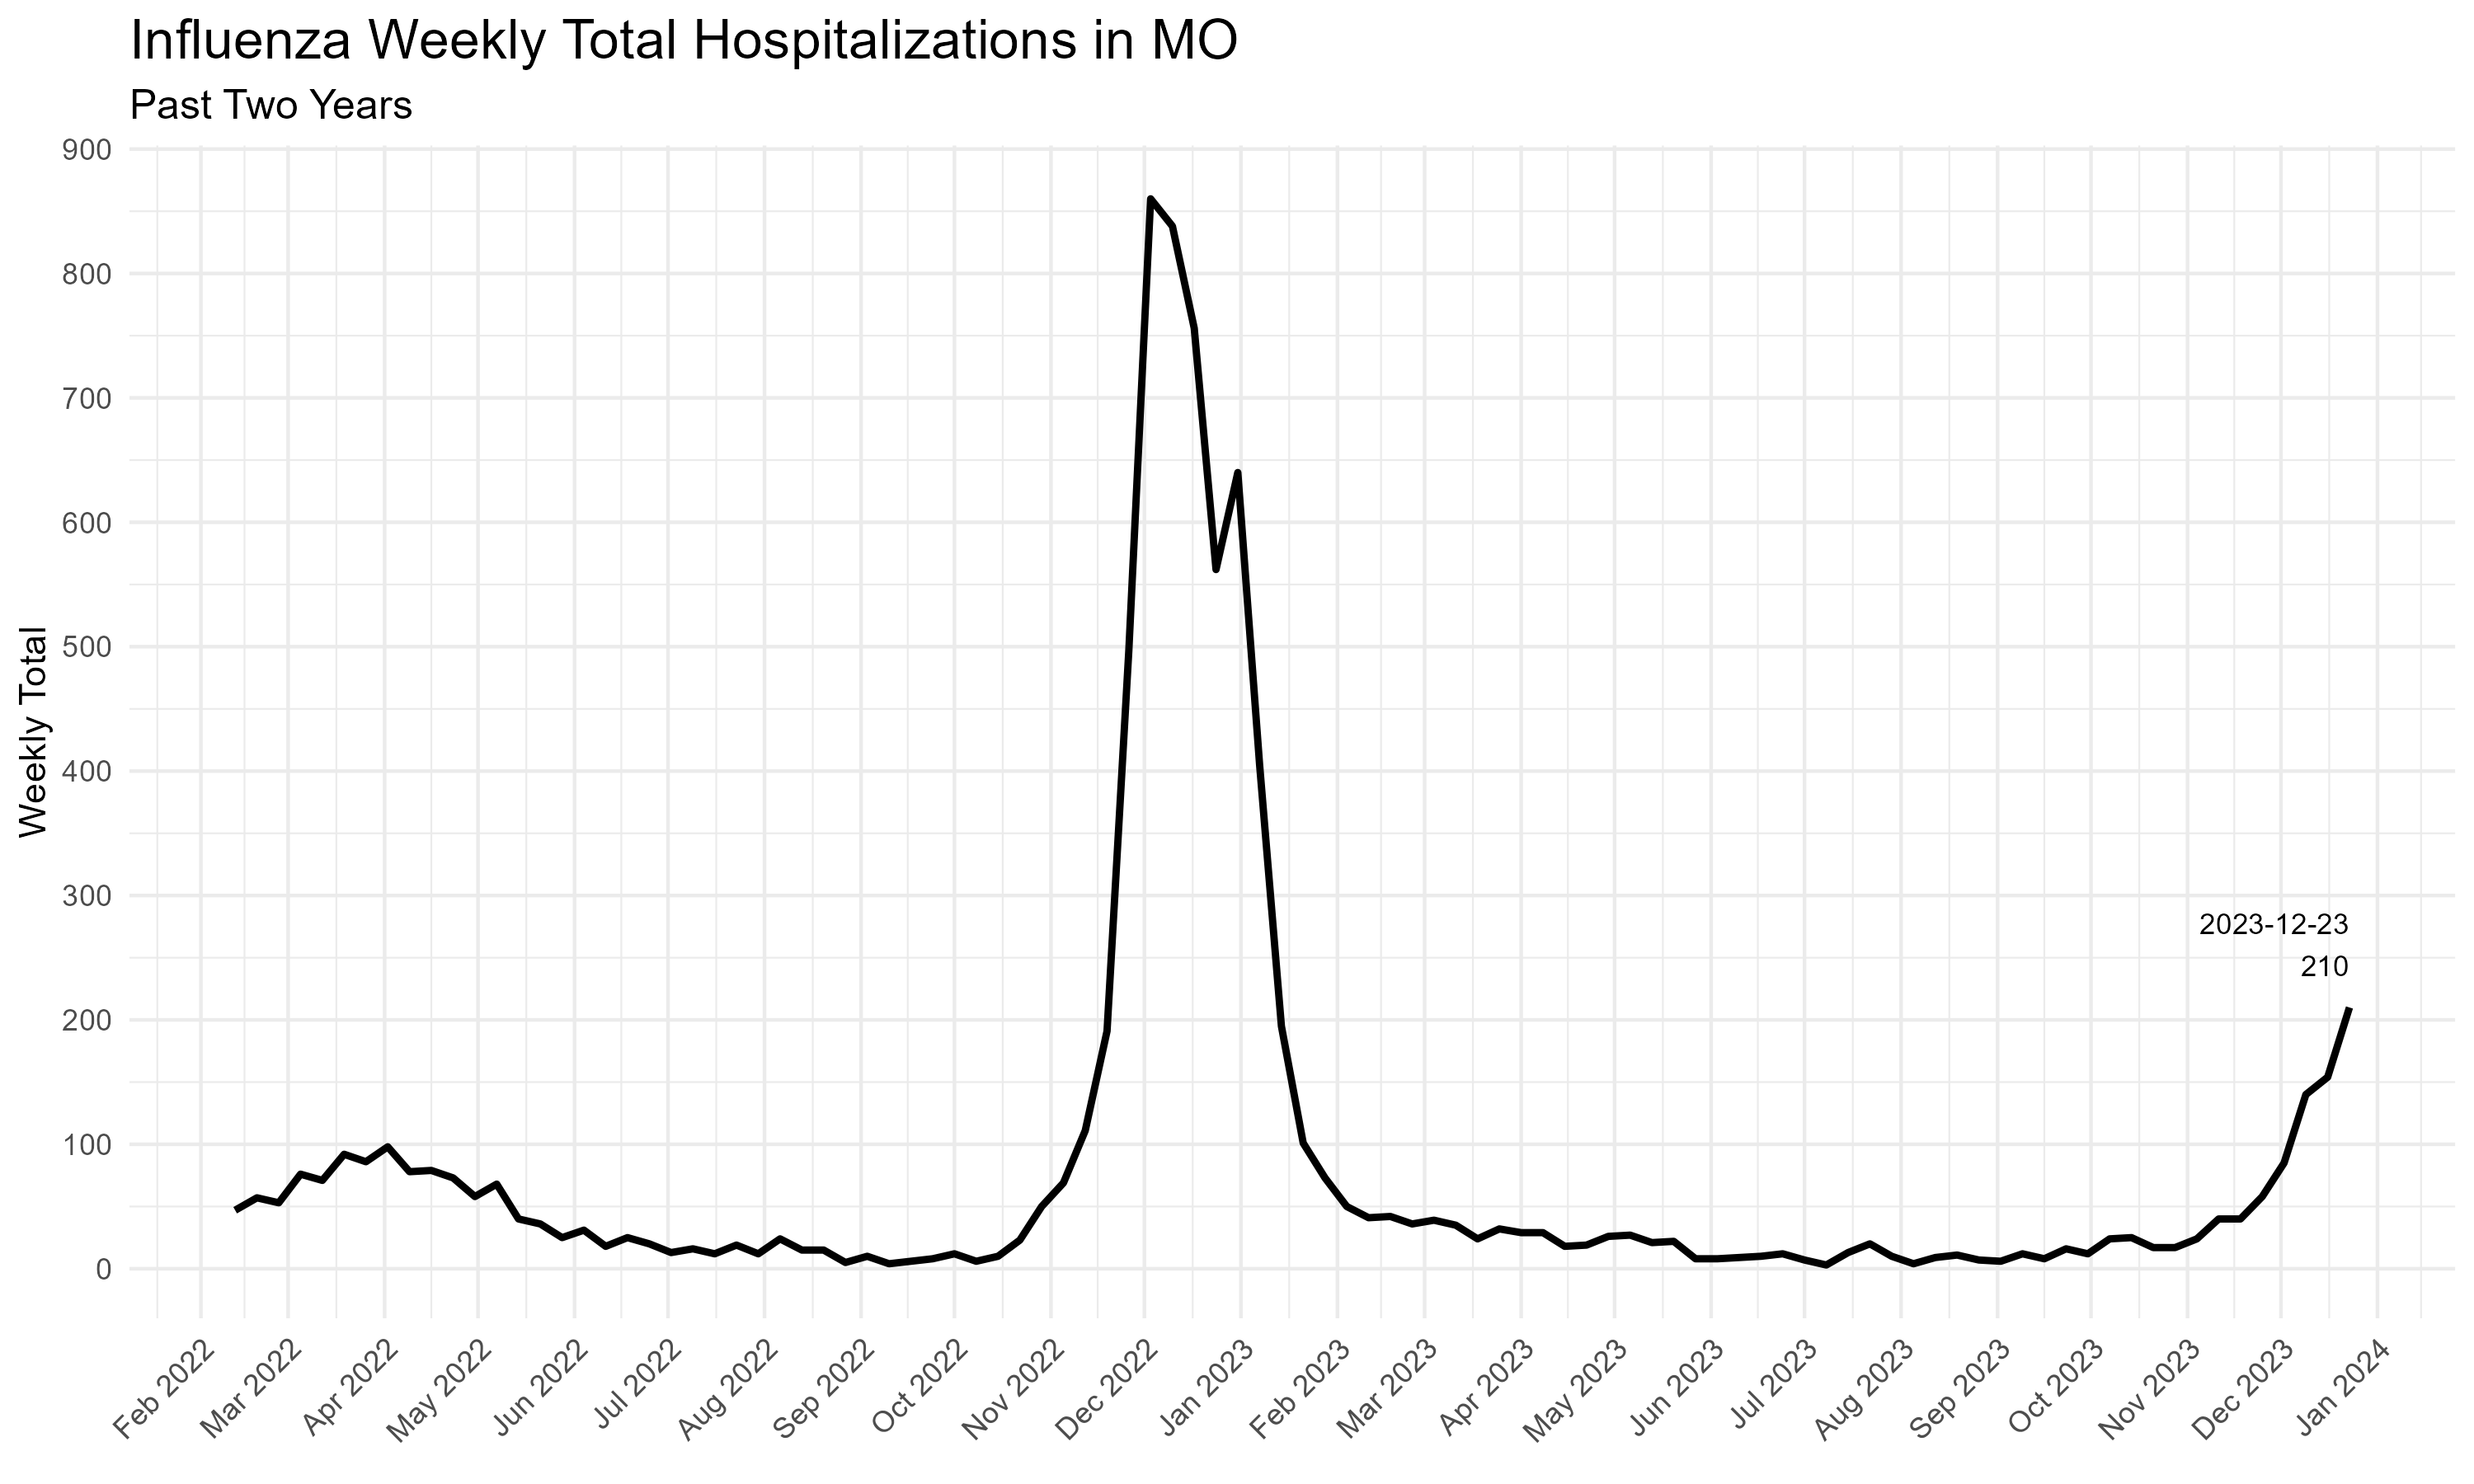 Influenza Weekly Total Hospitalizations in MO
Past Two Years
Weekly Total
900
800
700
600
500
400
300
200
100
0
2023-12-23
210
Feb 2022
Mar 2022
Apr 2022
May 2022
Jun 2022
Jul 2022
Aug 2022
Sep 2022
Oct 2022
Nov 2022
Dec 2022
Jan 2023
Feb 2023
Mar 2023
Apr 2023
May 2023
Jun 2023
Jul 2023
Aug 2023
Sep 2023
Oct 2023
Nov 2023
Dec 2023
Jan 2024